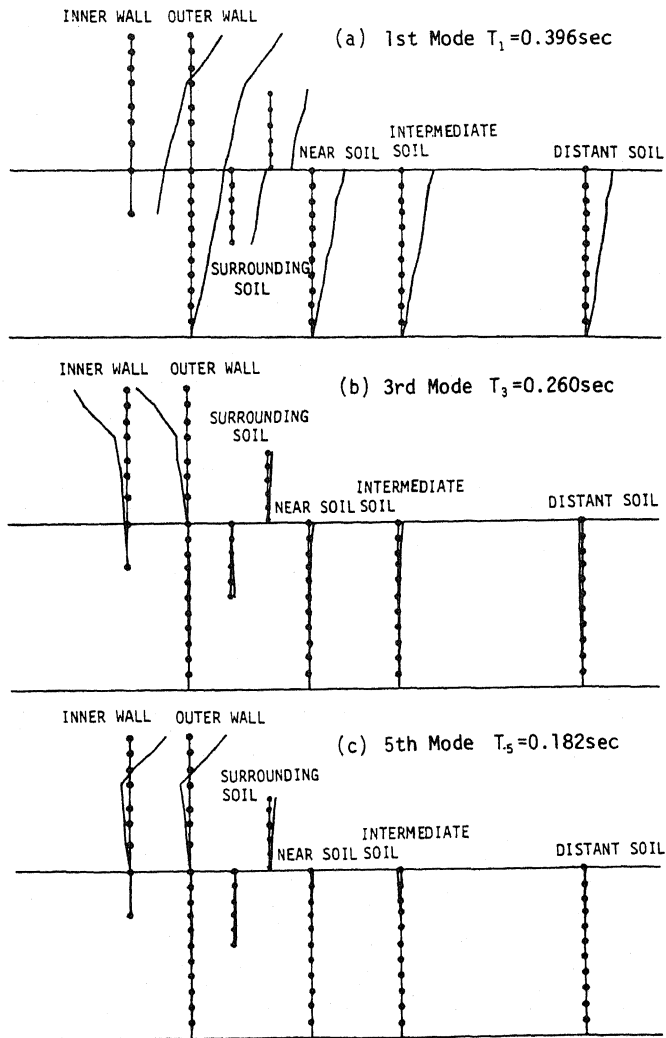 INNER WALL OUTER WALL
(a) 1st Mode T1=0.396sec
NEAR SOIL
INTEPMEDIATE
SOIL
DISTANT SOIL
SURROUNDING
SOIL
INNER WALL OUTER WALL
(b) 3rd Mode T3=0.260sec
SURROUNDING
SOIL
NEAR SOIL
INTERMEDIATE
SOIL
DISTANT SOIL
INNER WALL OUTER WALL
(c) 5th Mode T5=0.182sec
SURROUNDING
SOIL
NEAR SOIL
INTERMEDIATE
SOIL
DISTANT SOIL